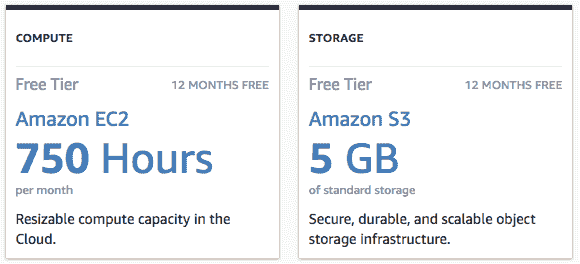 COMPUTE
Free Tier
12 MONTHS FREE
Amazon EC2
750 Hours
per month
Resizable compute capacity in the
Cloud.
STORAGE
Free Tier
12 MONTHS FREE
Amazon S3
5 GB
of standard storage
Secure, durable, and scalable object
storage infrastructure.